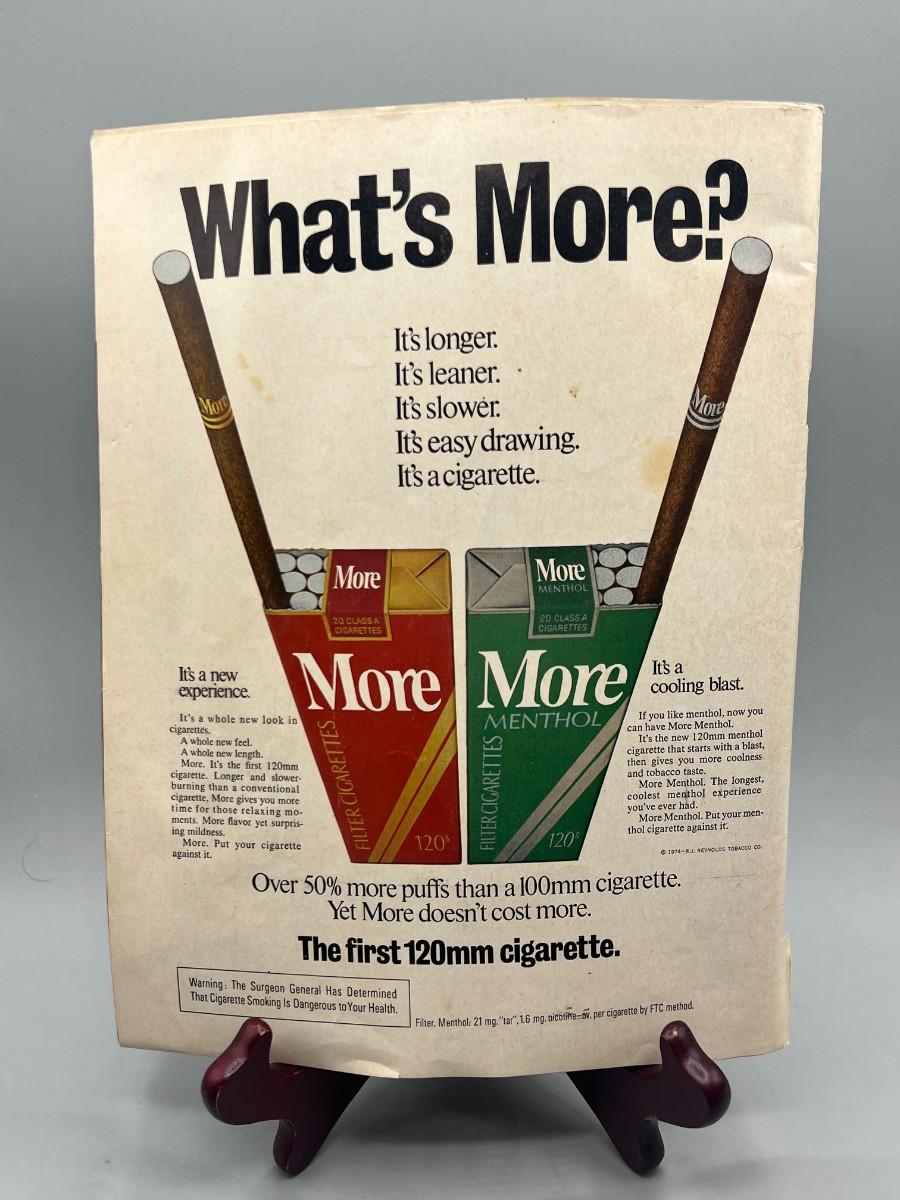 What's More?
It's longer.
It's leaner.
It's slower.
It's easy drawing.
It's a cigarette.
More
More
More
20 CLASS A
CIGARETTES
More
FILTER CIGARETTES
120s
More
MENTHOL
20 CLASS A
CIGARETTES
More
MENTHOL
FILTER CIGARETTES
120s
It's a new
experience.
It's a whole new look in
cigarettes.
A whole new feel.
A whole new length.
More. It's the first 120mm
cigarette. Longer and slower-
burning than a conventional
cigarette, More gives you more
time for those relaxing mo-
ments. More flavor yet surpris-
ing mildness.
More. Put your cigarette
against it.
It's a
cooling blast.
If you like menthol, now you
can have More Menthol.
It's the new 120mm menthol
cigarette that starts with a blast,
then gives you more coolness
and tobacco taste.
More Menthol. The longest,
coolest menthol experience
you've ever had.
More Menthol. Put your men-
thol cigarette against it.
© 1974—R.J. REYNOLDS TOBACCO CO.
Over 50% more puffs than a 100mm cigarette.
Yet More doesn't cost more.
The first 120mm cigarette.
Warning: The Surgeon General Has Determined
That Cigarette Smoking Is Dangerous to Your Health.
Filter, Menthol: 21 mg. "tar", 1.6 mg. nicotine—av. per cigarette by FTC method.